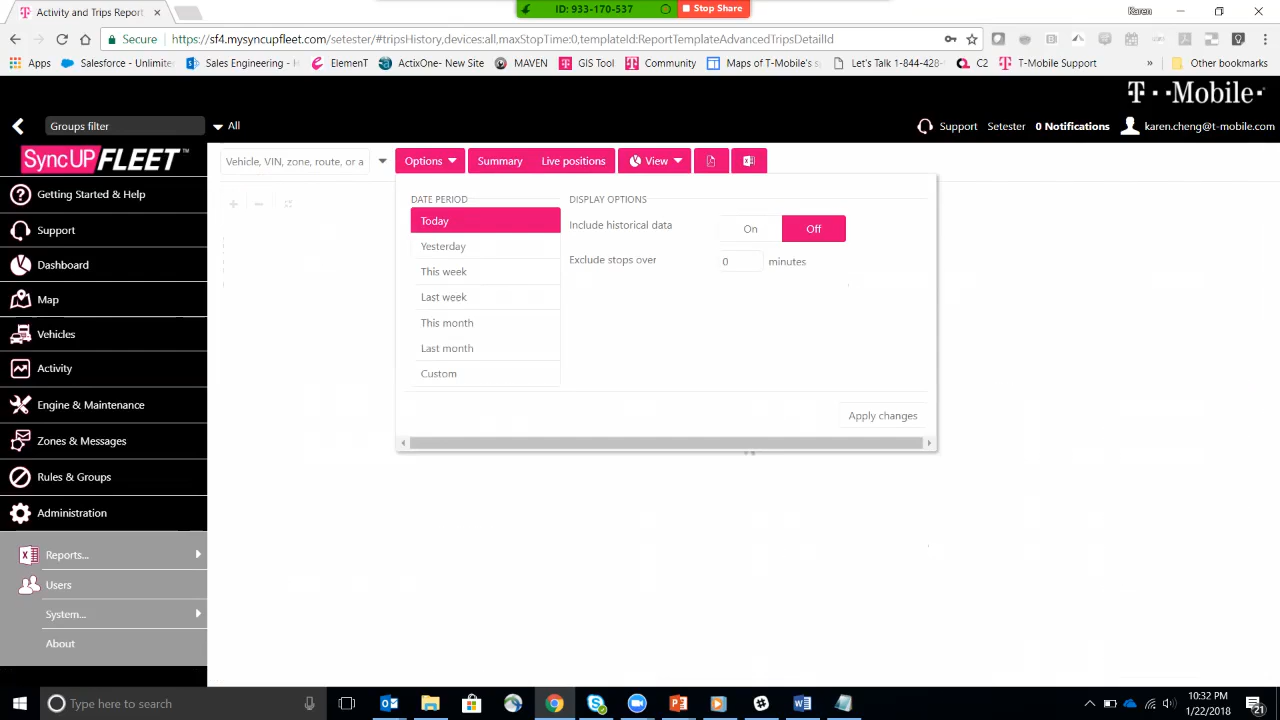 ID: 933-170-537
Stop Share
Activity and Trips Report
Karen
Secure
https://sf4.mysyncupfleet.com/setester/#tripsHistory,devices:all,maxStopTime:0,templateId:ReportTemplateAdvancedTripsDetailId
Apps
Salesforce - Unlimite
Sales Engineering -
ElemenT
ActixOne- New Site
MAVEN
GIS Tool
Community
Maps of T-Mobile's
Let's Talk 1-844-428-
C2
T-Mobile Support
»
Other bookmarks
T··Mobile·
Groups filter
All
Support
Setester
0 Notifications
karen.cheng@t-mobile.com
SyncUP FLEET™
Vehicle, VIN, zone, route, or a
Options
Summary
Live positions
View
Getting Started & Help
Support
Dashboard
Map
Vehicles
Activity
Engine & Maintenance
Zones & Messages
Rules & Groups
Administration
Reports...
Users
System...
About
DATE PERIOD
Today
Yesterday
This week
Last week
This month
Last month
Custom
DISPLAY OPTIONS
Include historical data
On
Off
Exclude stops over
0
minutes
Apply changes
Type here to search
10:32 PM
1/22/2018
21